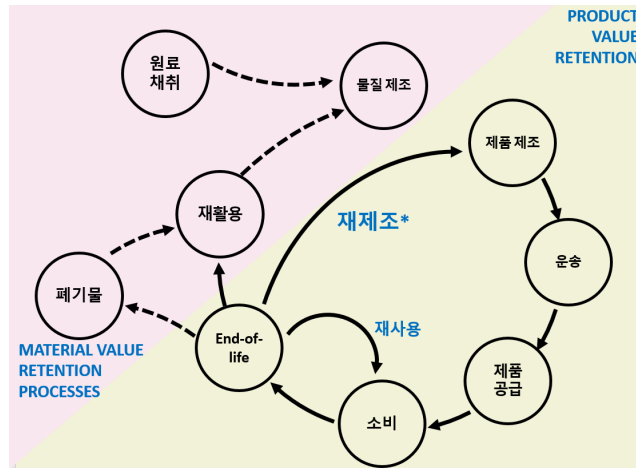 PRODUCT
VALUE
RETENTION
원료
채취
물질 제조
제품 제조
재활용
재제조*
운송
폐기물
End-of-
life
재사용
MATERIAL VALUE
RETENTION
PROCESSES
제품
공급
소비